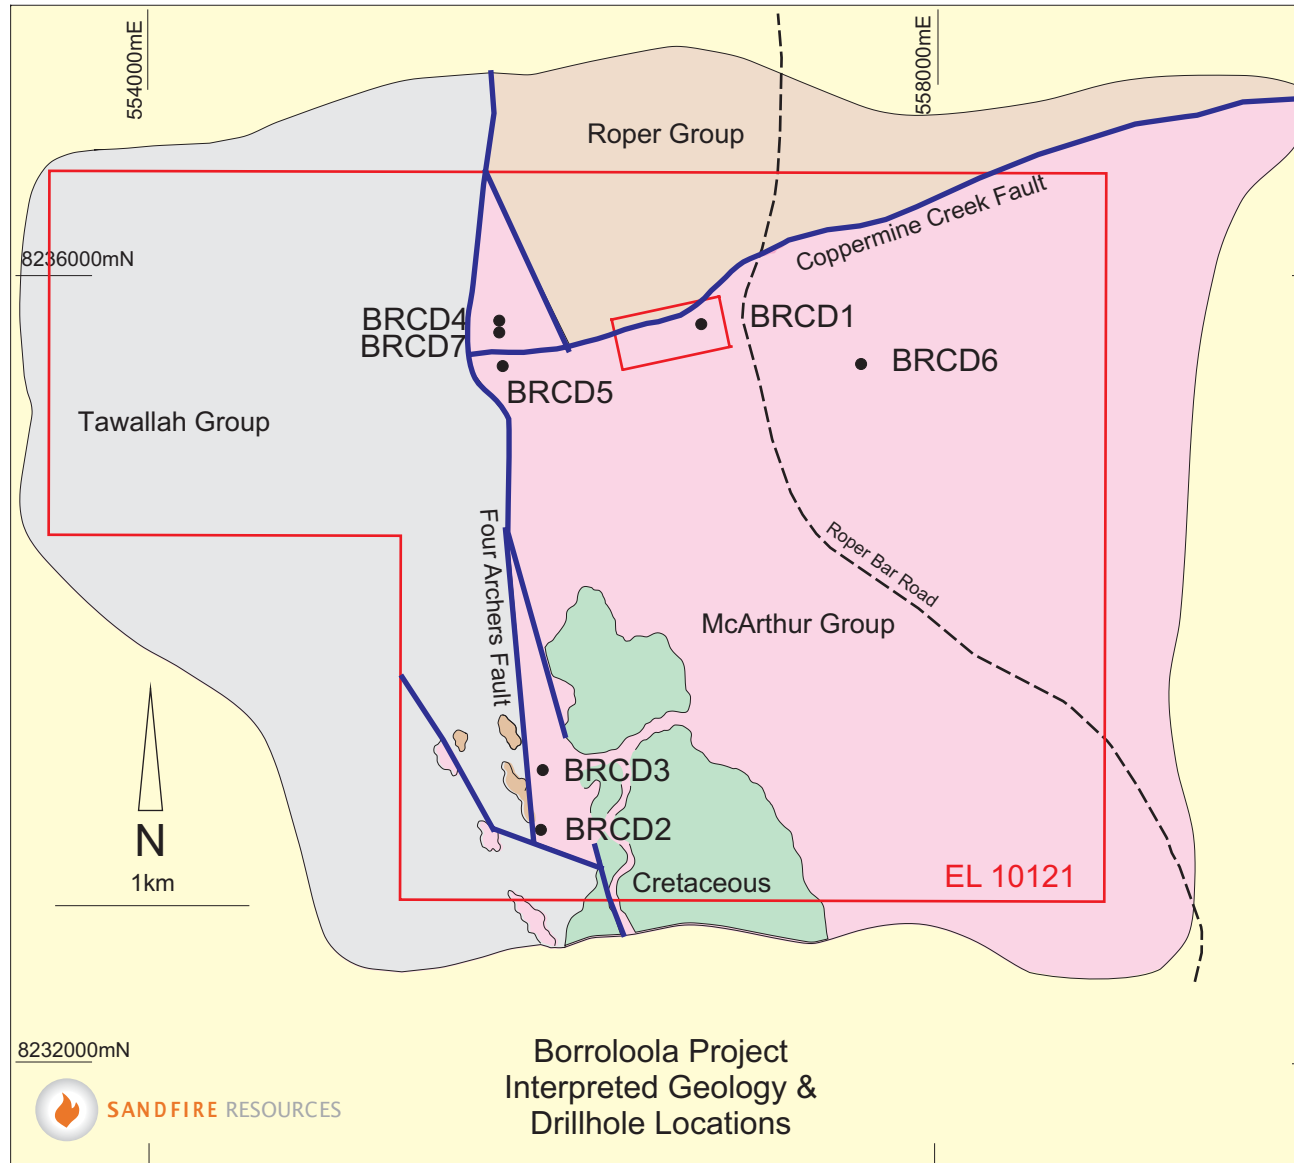 554000mE
558000mE
Roper Group
Coppermine Creek Fault
8236000mN
BRCD4
BRCD7
BRCD1
BRCD6
BRCD5
Tawallah Group
Four Archers Fault
Roper Bar Road
McArthur Group
BRCD3
BRCD2
N
1km
Cretaceous
EL 10121
8232000mN
Borroloola Project
Interpreted Geology &
Drillhole Locations
SANDFIRE RESOURCES